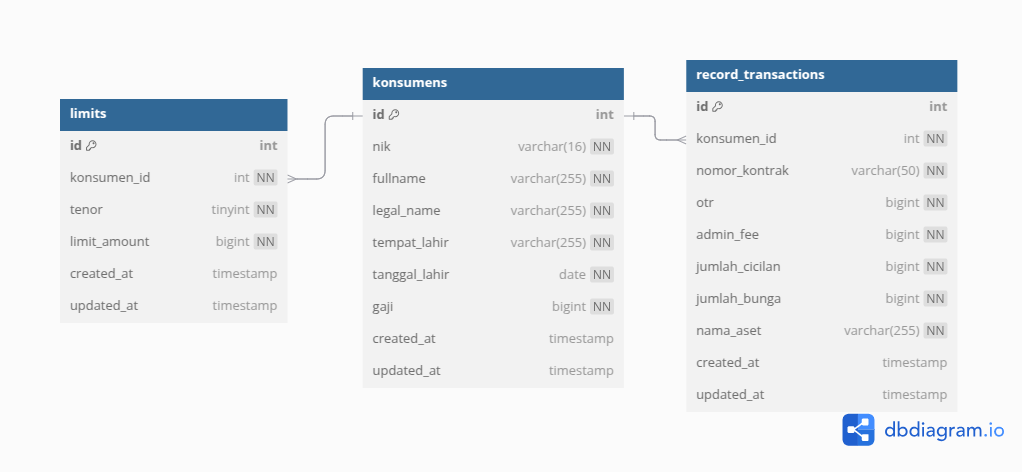 limits
id int
konsumen_id int NN
tenor tinyint NN
limit_amount bigint NN
created_at timestamp
updated_at timestamp
konsumens
id int
nik varchar(16) NN
fullname varchar(255) NN
legal_name varchar(255) NN
tempat_lahir varchar(255) NN
tanggal_lahir date NN
gaji bigint NN
created_at timestamp
updated_at timestamp
record_transactions
id int
konsumen_id int NN
nomor_kontrak varchar(50) NN
otr bigint NN
admin_fee bigint NN
jumlah_cicilan bigint NN
jumlah_bunga bigint NN
nama_aset varchar(255) NN
created_at timestamp
updated_at timestamp
dbdiagram.io